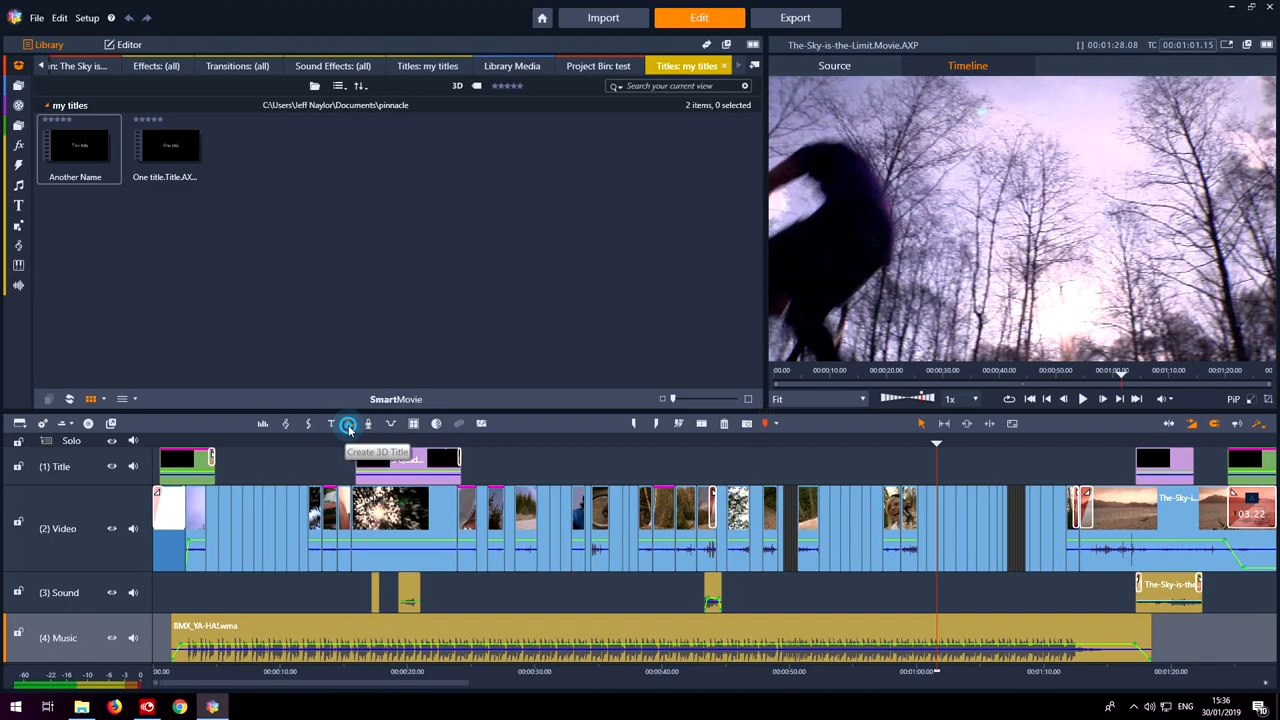 File Edit Setup
Import Edit Export
Library Editor
The-Sky-is-the-Limit.Movie.AXP [] 00:01:28.08 TC 00:01:01.15
n: The Sky is... Effects: (all) Transitions: (all) Sound Effects: (all) Titles: my titles Library Media Project Bin: test Titles: my titles ×
Source Timeline
3D Search your current view
my titles C:\Users\Jeff Naylor\Documents\pinnacle 2 items, 0 selected
Another Name One title.Title.AX...
:00.00 00:00:10.00 00:00:20.00 00:00:30.00 00:00:40.00 00:00:50.00 00:01:00.00 00:01:10.00 00:01:20.00 00
SmartMovie
Fit 1x PiP
Create 3D Title
Solo
(1) Title
(2) Video The-Sky-i... 03.22
(3) Sound The-Sky-is-the
(4) Music BMX_YA-HA!.wma
:00.00 00:00:10.00 00:00:20.00 00:00:30.00 00:00:40.00 00:00:50.00 00:01:00.00 00:01:10.00 00:01:20.00
-60 -22 -16 -10 -6 -3 0
ENG 15:36
30/01/2019